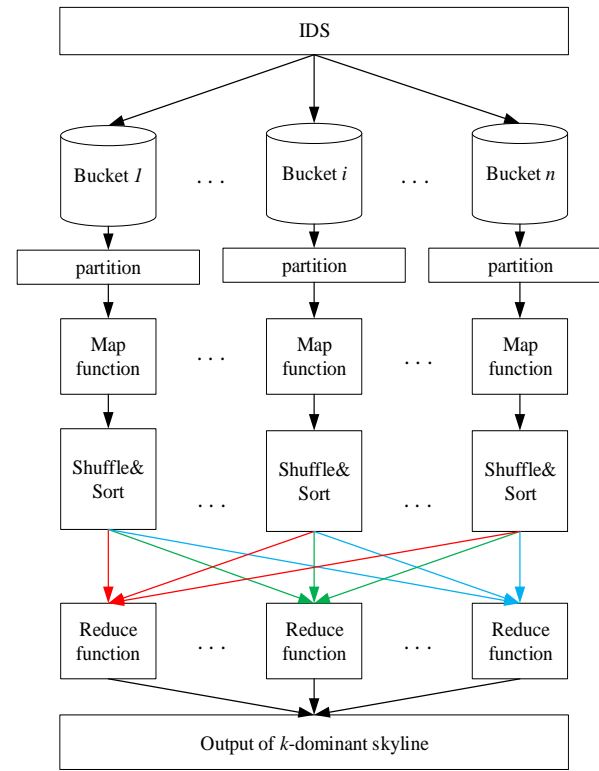 IDS
Bucket 1 . . . Bucket i . . . Bucket n
partition partition partition
Map function . . . Map function . . . Map function
Shuffle& Sort . . . Shuffle& Sort . . . Shuffle& Sort
Reduce function . . . Reduce function . . . Reduce function
Output of k-dominant skyline